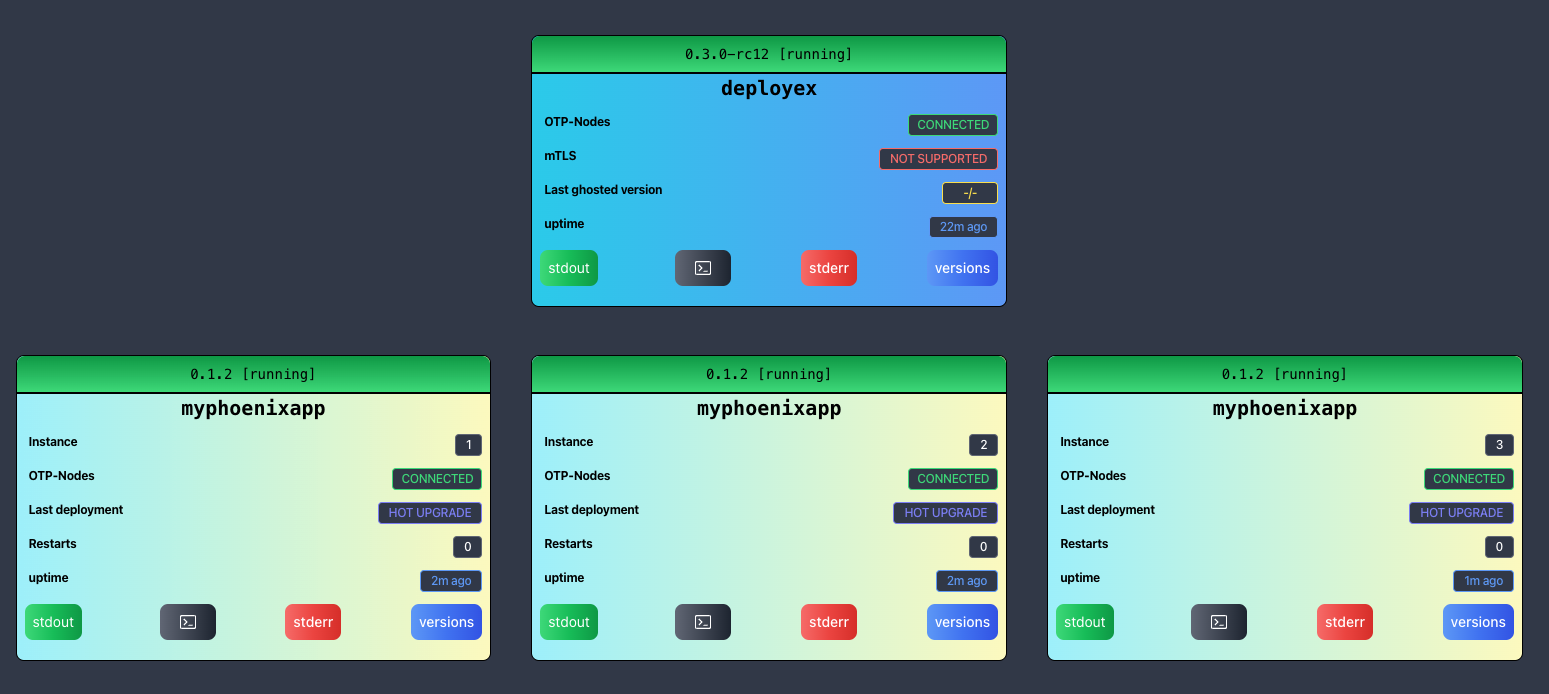 0.3.0-rc12 [running]
deployex
OTP-Nodes CONNECTED
mTLS NOT SUPPORTED
Last ghosted version -/-
uptime 22m ago
stdout stderr versions
0.1.2 [running]
myphoenixapp
Instance 1
OTP-Nodes CONNECTED
Last deployment HOT UPGRADE
Restarts 0
uptime 2m ago
stdout stderr versions
0.1.2 [running]
myphoenixapp
Instance 2
OTP-Nodes CONNECTED
Last deployment HOT UPGRADE
Restarts 0
uptime 2m ago
stdout stderr versions
0.1.2 [running]
myphoenixapp
Instance 3
OTP-Nodes CONNECTED
Last deployment HOT UPGRADE
Restarts 0
uptime 1m ago
stdout stderr versions